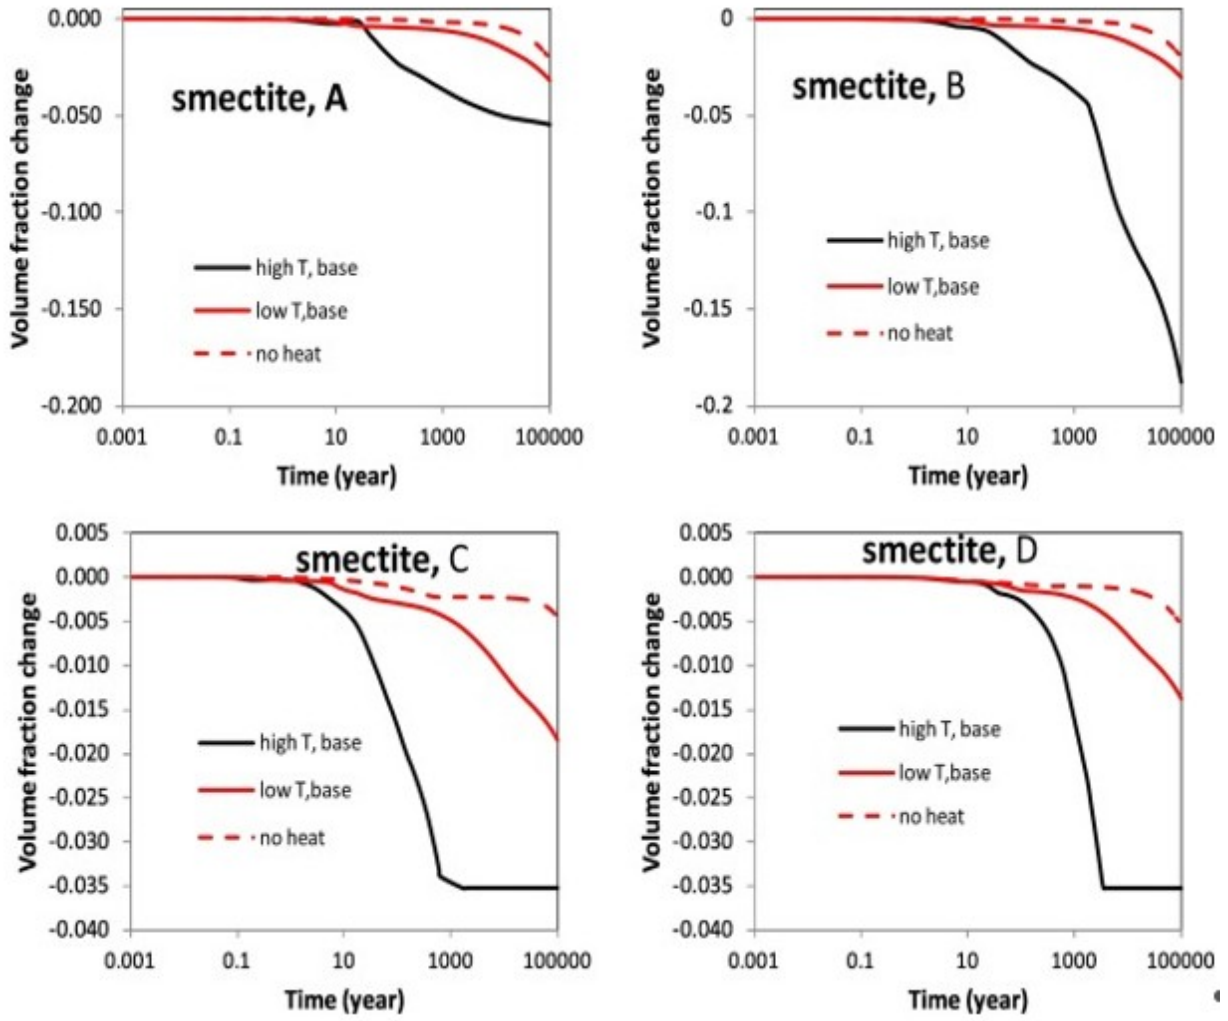 smectite, A
Volume fraction change
0.000
-0.050
-0.100
-0.150
-0.200
high T, base
low T,base
no heat
0.001 0.1 10 1000 100000
Time (year)
smectite, B
Volume fraction change
0
-0.05
-0.1
-0.15
-0.2
high T, base
low T,base
no heat
0.001 0.1 10 1000 100000
Time (year)
smectite, C
Volume fraction change
0.005
0.000
-0.005
-0.010
-0.015
-0.020
-0.025
-0.030
-0.035
-0.040
high T, base
low T,base
no heat
0.001 0.1 10 1000 100000
Time (year)
smectite, D
Volume fraction change
0.005
0.000
-0.005
-0.010
-0.015
-0.020
-0.025
-0.030
-0.035
-0.040
high T, base
low T,base
no heat
0.001 0.1 10 1000 100000
Time (year)